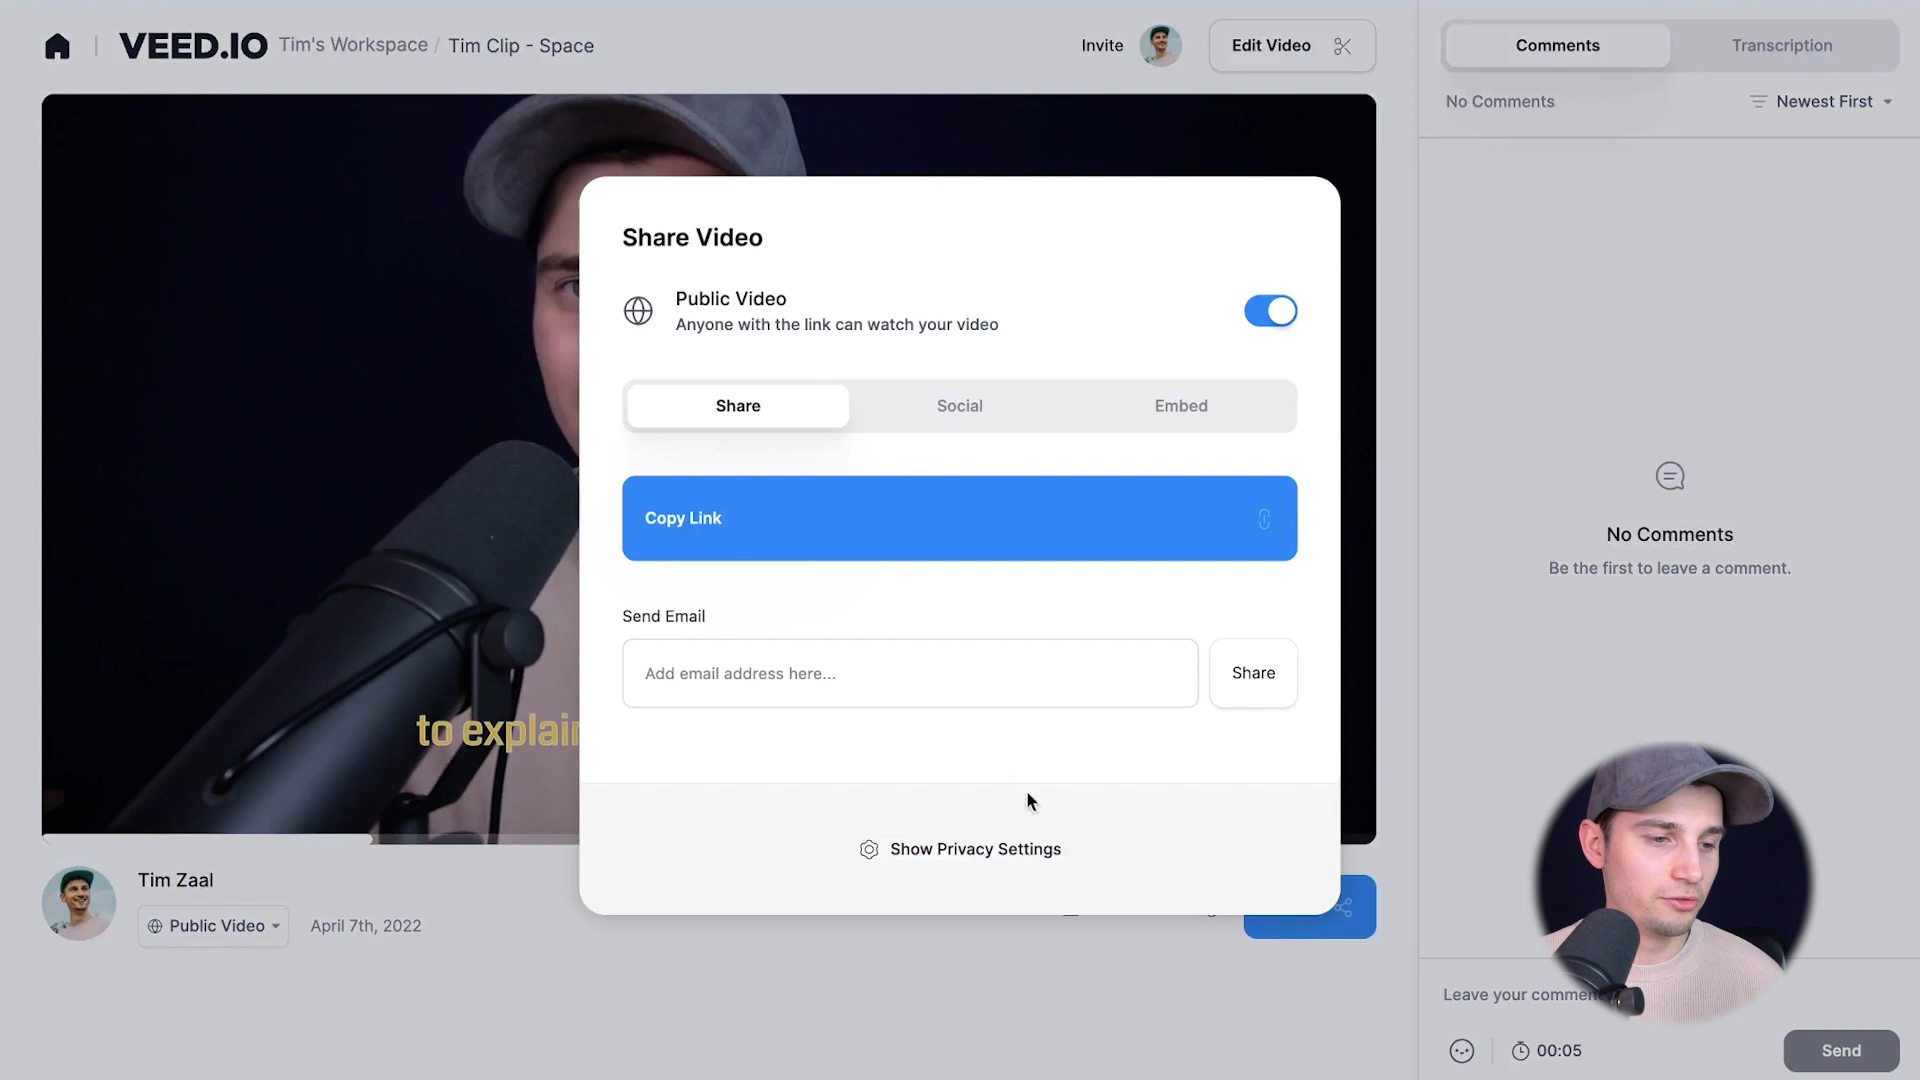 VEED.IO
Tim's Workspace / Tim Clip - Space
Invite
Edit Video
Comments
Transcription
No Comments
Newest First
Share Video
Public Video
Anyone with the link can watch your video
Share
Social
Embed
Copy Link
Send Email
Add email address here...
Share
Show Privacy Settings
to explain
Tim Zaal
Public Video
April 7th, 2022
No Comments
Be the first to leave a comment.
Leave your comment
00:05
Send